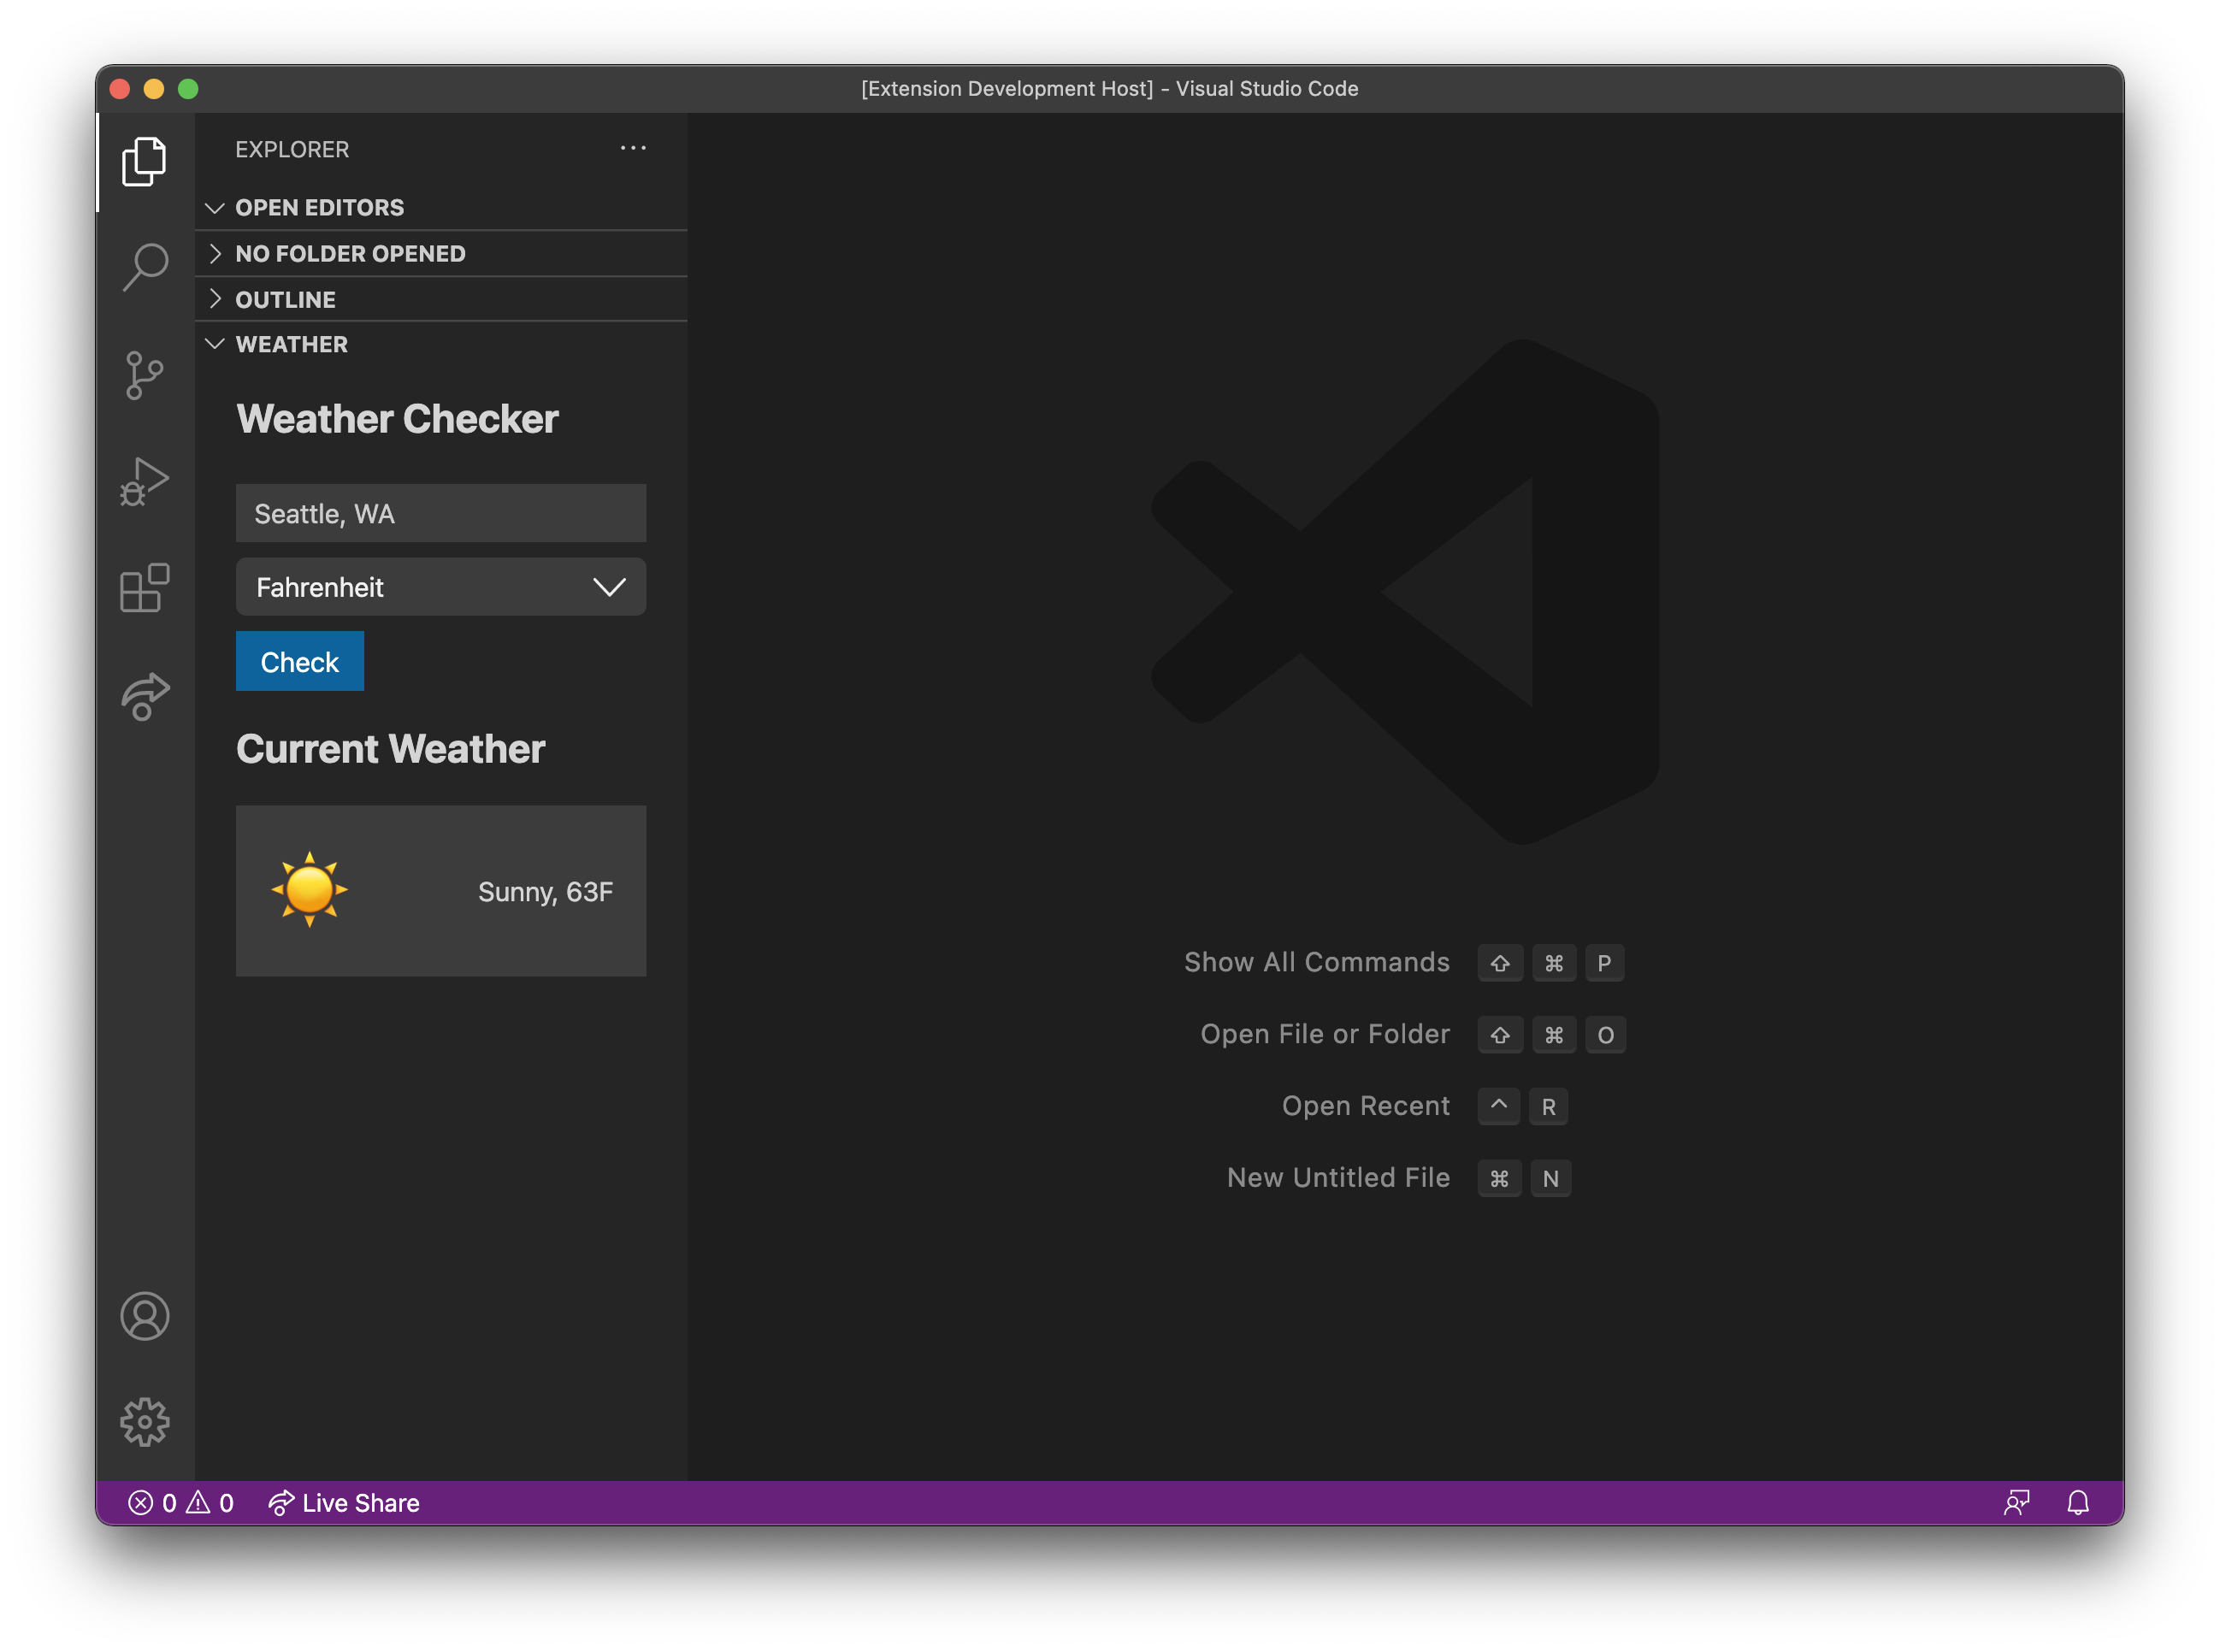 [Extension Development Host] - Visual Studio Code
EXPLORER
OPEN EDITORS
NO FOLDER OPENED
OUTLINE
WEATHER
Weather Checker
Seattle, WA
Fahrenheit
Check
Current Weather
Sunny, 63F
Show All Commands ⇧ ⌘ P
Open File or Folder ⇧ ⌘ O
Open Recent ^ R
New Untitled File ⌘ N
0 0 Live Share